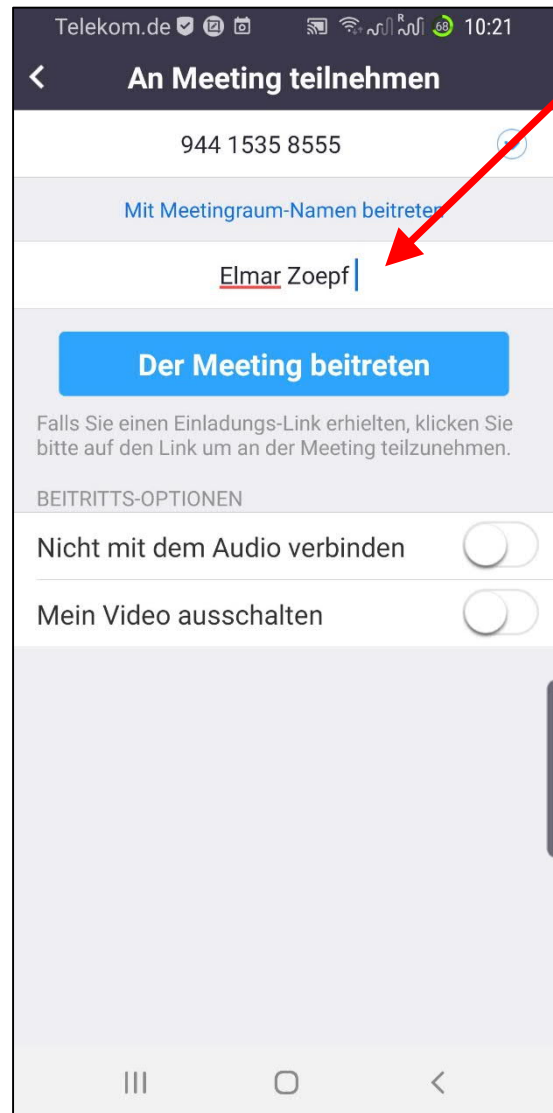 Telekom.de 68 10:21
An Meeting teilnehmen
944 1535 8555
Mit Meetingraum-Namen beitreten
Elmar Zoepf
Der Meeting beitreten
Falls Sie einen Einladungs-Link erhielten, klicken Sie
bitte auf den Link um an der Meeting teilzunehmen.
BEITRITTS-OPTIONEN
Nicht mit dem Audio verbinden
Mein Video ausschalten